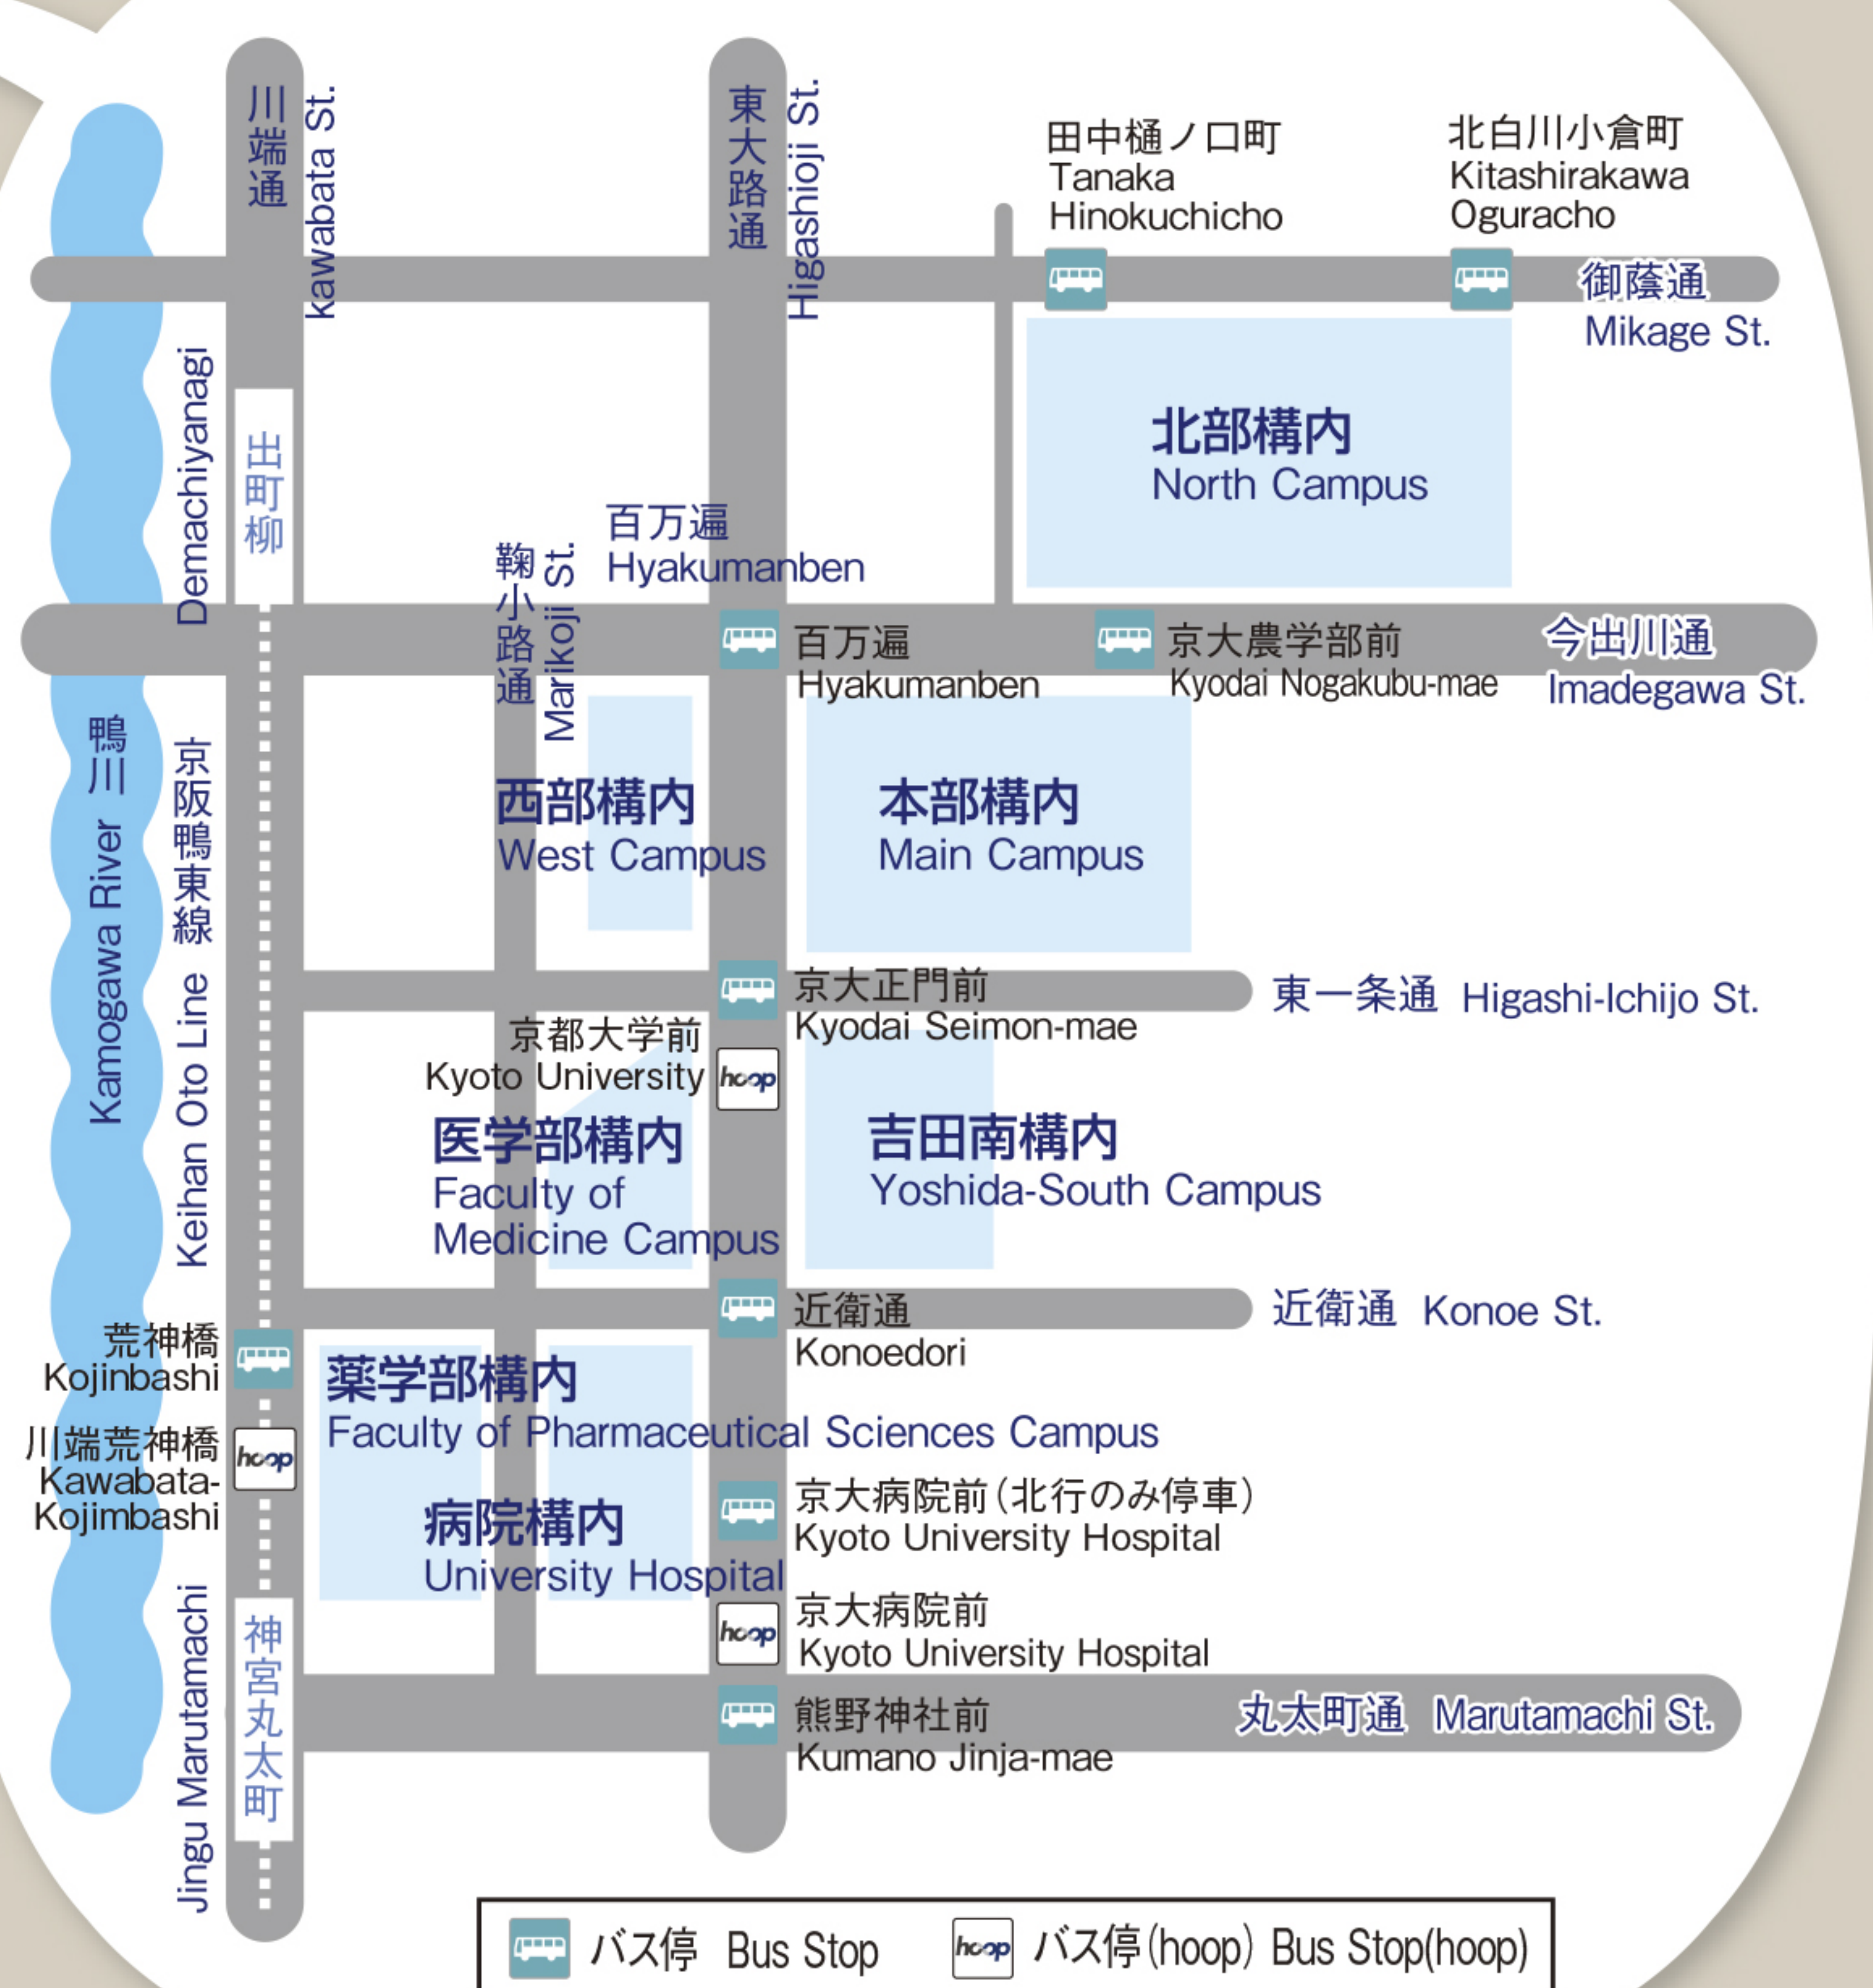 川端通
kawabata St.
東大路通
Higashioji St.
田中樋ノ口町
Tanaka
Hinokuchicho
北白川小倉町
Kitashirakawa
Oguracho
御蔭通
Mikage St.
Demachiyanagi
出町柳
北部構内
North Campus
百万遍
Hyakumanben
鞠小路通
Marikoji St.
百万遍
Hyakumanben
京大農学部前
Kyodai Nogakubu-mae
今出川通
Imadegawa St.
鴨川
Kamogawa River
京阪鴨東線
Keihan Oto Line
西部構内
West Campus
本部構内
Main Campus
京大正門前
Kyodai Seimon-mae
東一条通 Higashi-Ichijo St.
京都大学前
Kyoto University
hoop
医学部構内
Faculty of
Medicine Campus
吉田南構内
Yoshida-South Campus
近衛通
Konoedori
近衛通 Konoe St.
荒神橋
Kojinbashi
川端荒神橋
Kawabata-
Kojimbashi
hoop
薬学部構内
Faculty of Pharmaceutical Sciences Campus
病院構内
University Hospital
京大病院前(北行のみ停車)
Kyoto University Hospital
hoop
京大病院前
Kyoto University Hospital
Jingu Marutamachi
神宮丸太町
熊野神社前
Kumano Jinja-mae
丸太町通 Marutamachi St.
バス停 Bus Stop
hoop バス停(hoop) Bus Stop(hoop)